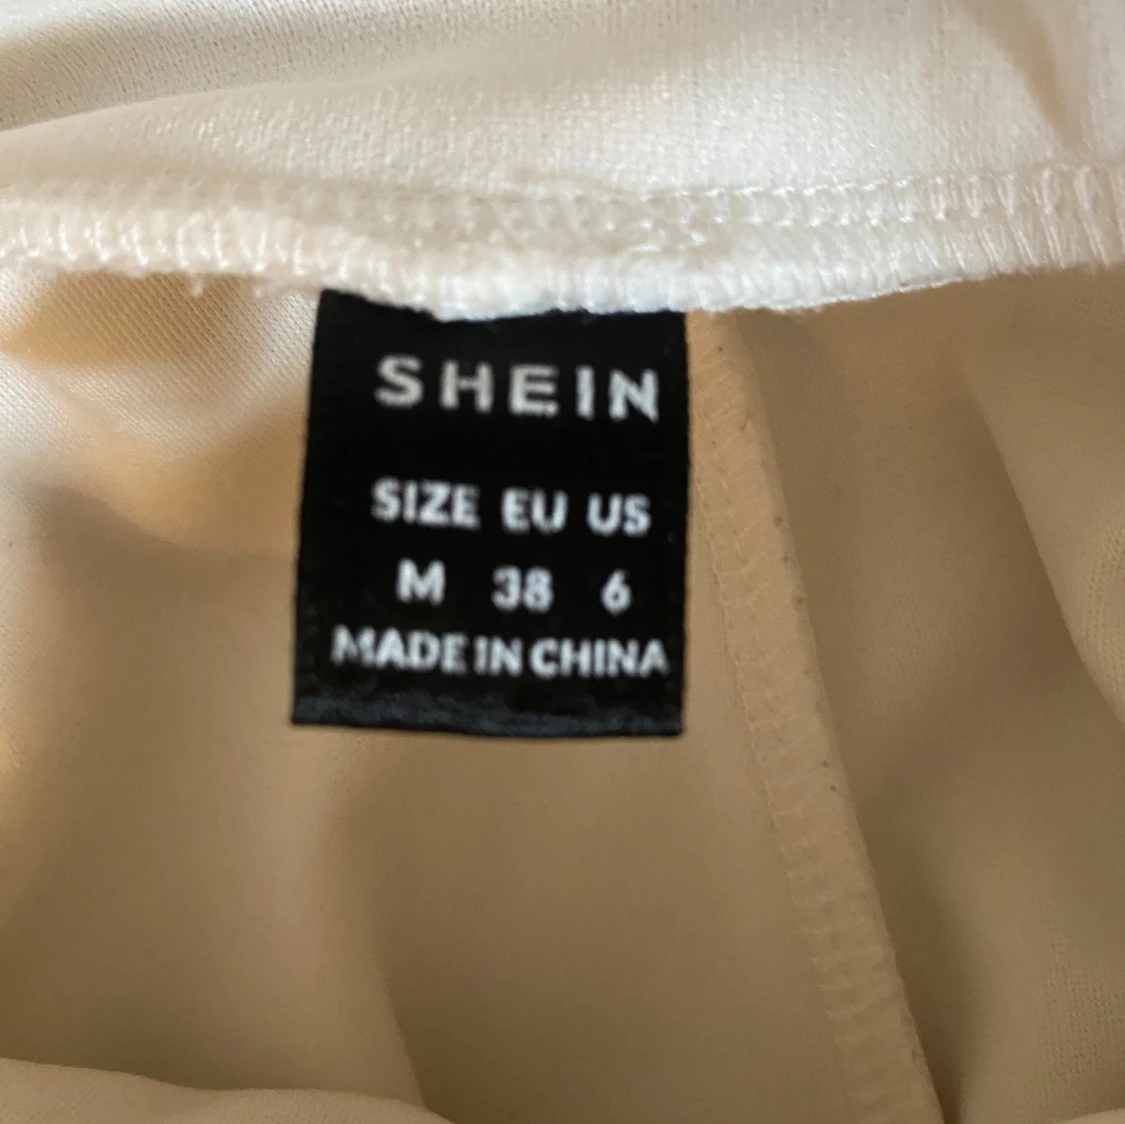 SHEIN
SIZE EU US
M 38 6
MADE IN CHINA